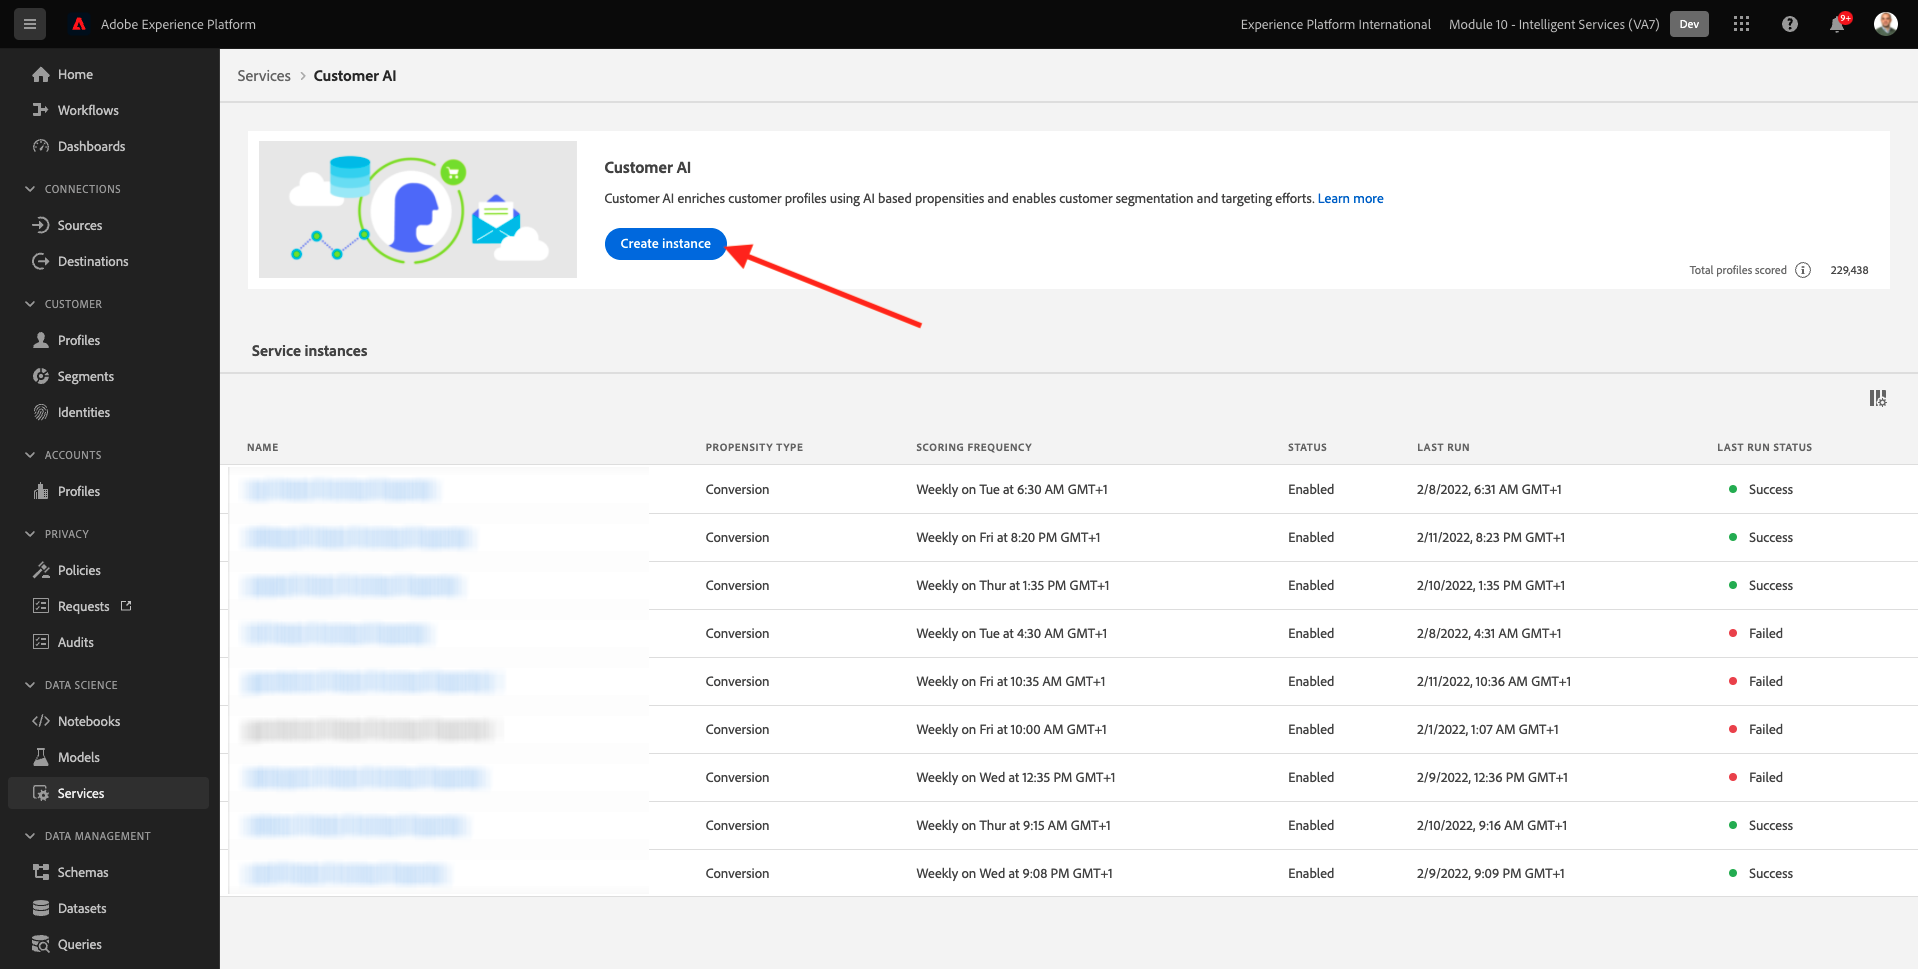 Adobe Experience Platform
Experience Platform International
Module 10 - Intelligent Services (VA7)
Dev
9+
Home
Workflows
Dashboards
CONNECTIONS
Sources
Destinations
CUSTOMER
Profiles
Segments
Identities
ACCOUNTS
Profiles
PRIVACY
Policies
Requests
Audits
DATA SCIENCE
Notebooks
Models
Services
DATA MANAGEMENT
Schemas
Datasets
Queries
Services > Customer AI
Customer AI
Customer AI enriches customer profiles using AI based propensities and enables customer segmentation and targeting efforts. Learn more
Create instance
Total profiles scored 229,438
Service instances
NAME PROPENSITY TYPE SCORING FREQUENCY STATUS LAST RUN LAST RUN STATUS
Conversion Weekly on Tue at 6:30 AM GMT+1 Enabled 2/8/2022, 6:31 AM GMT+1 Success
Conversion Weekly on Fri at 8:20 PM GMT+1 Enabled 2/11/2022, 8:23 PM GMT+1 Success
Conversion Weekly on Thur at 1:35 PM GMT+1 Enabled 2/10/2022, 1:35 PM GMT+1 Success
Conversion Weekly on Tue at 4:30 AM GMT+1 Enabled 2/8/2022, 4:31 AM GMT+1 Failed
Conversion Weekly on Fri at 10:35 AM GMT+1 Enabled 2/11/2022, 10:36 AM GMT+1 Failed
Conversion Weekly on Fri at 10:00 AM GMT+1 Enabled 2/1/2022, 1:07 AM GMT+1 Failed
Conversion Weekly on Wed at 12:35 PM GMT+1 Enabled 2/9/2022, 12:36 PM GMT+1 Failed
Conversion Weekly on Thur at 9:15 AM GMT+1 Enabled 2/10/2022, 9:16 AM GMT+1 Success
Conversion Weekly on Wed at 9:08 PM GMT+1 Enabled 2/9/2022, 9:09 PM GMT+1 Success